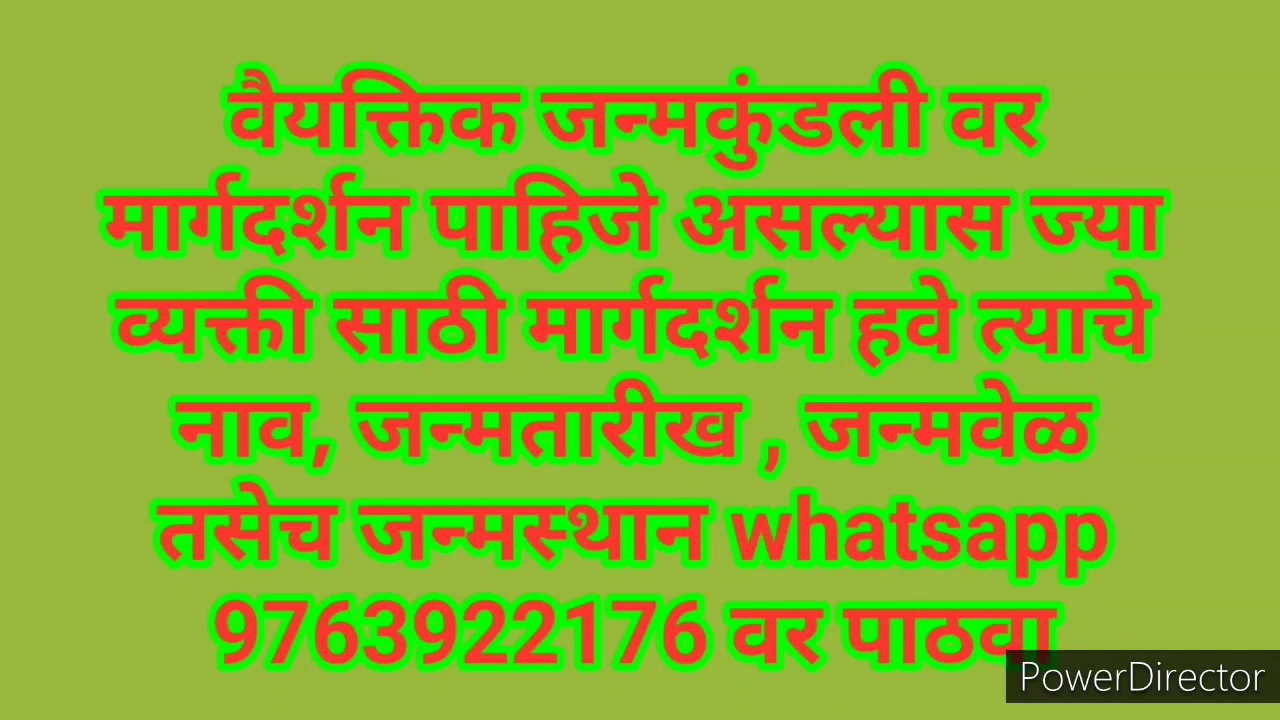 वैयक्तिक जन्मकुंडली वर
मार्गदर्शन पाहिजे असल्यास ज्या
व्यक्ती साठी मार्गदर्शन हवे त्याचे
नाव, जन्मतारीख , जन्मवेळ
तसेच जन्मस्थान whatsapp
9763922176 वर पाठवा
PowerDirector